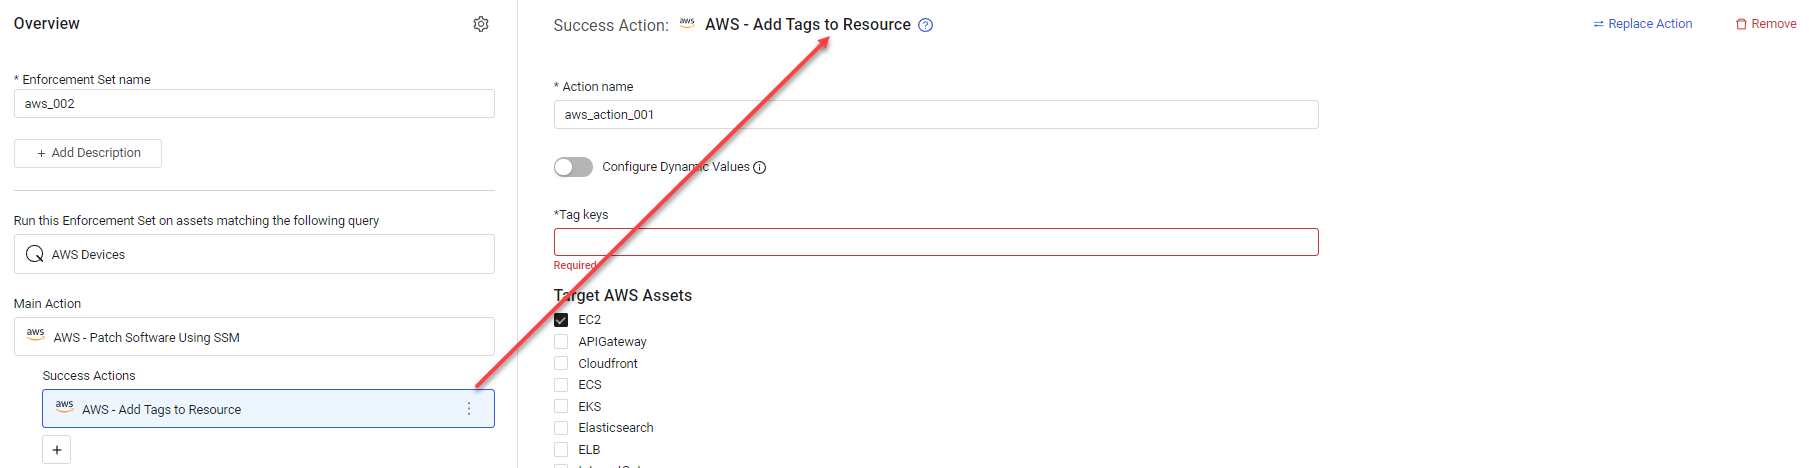 Overview
* Enforcement Set name
aws_002
+ Add Description
Run this Enforcement Set on assets matching the following query
AWS Devices
Main Action
aws AWS - Patch Software Using SSM
Success Actions
aws AWS - Add Tags to Resource
+
Success Action: aws AWS - Add Tags to Resource ?
Replace Action
Remove
* Action name
aws_action_001
Configure Dynamic Values
*Tag keys
Required
Target AWS Assets
EC2
APIGateway
Cloudfront
ECS
EKS
Elasticsearch
ELB